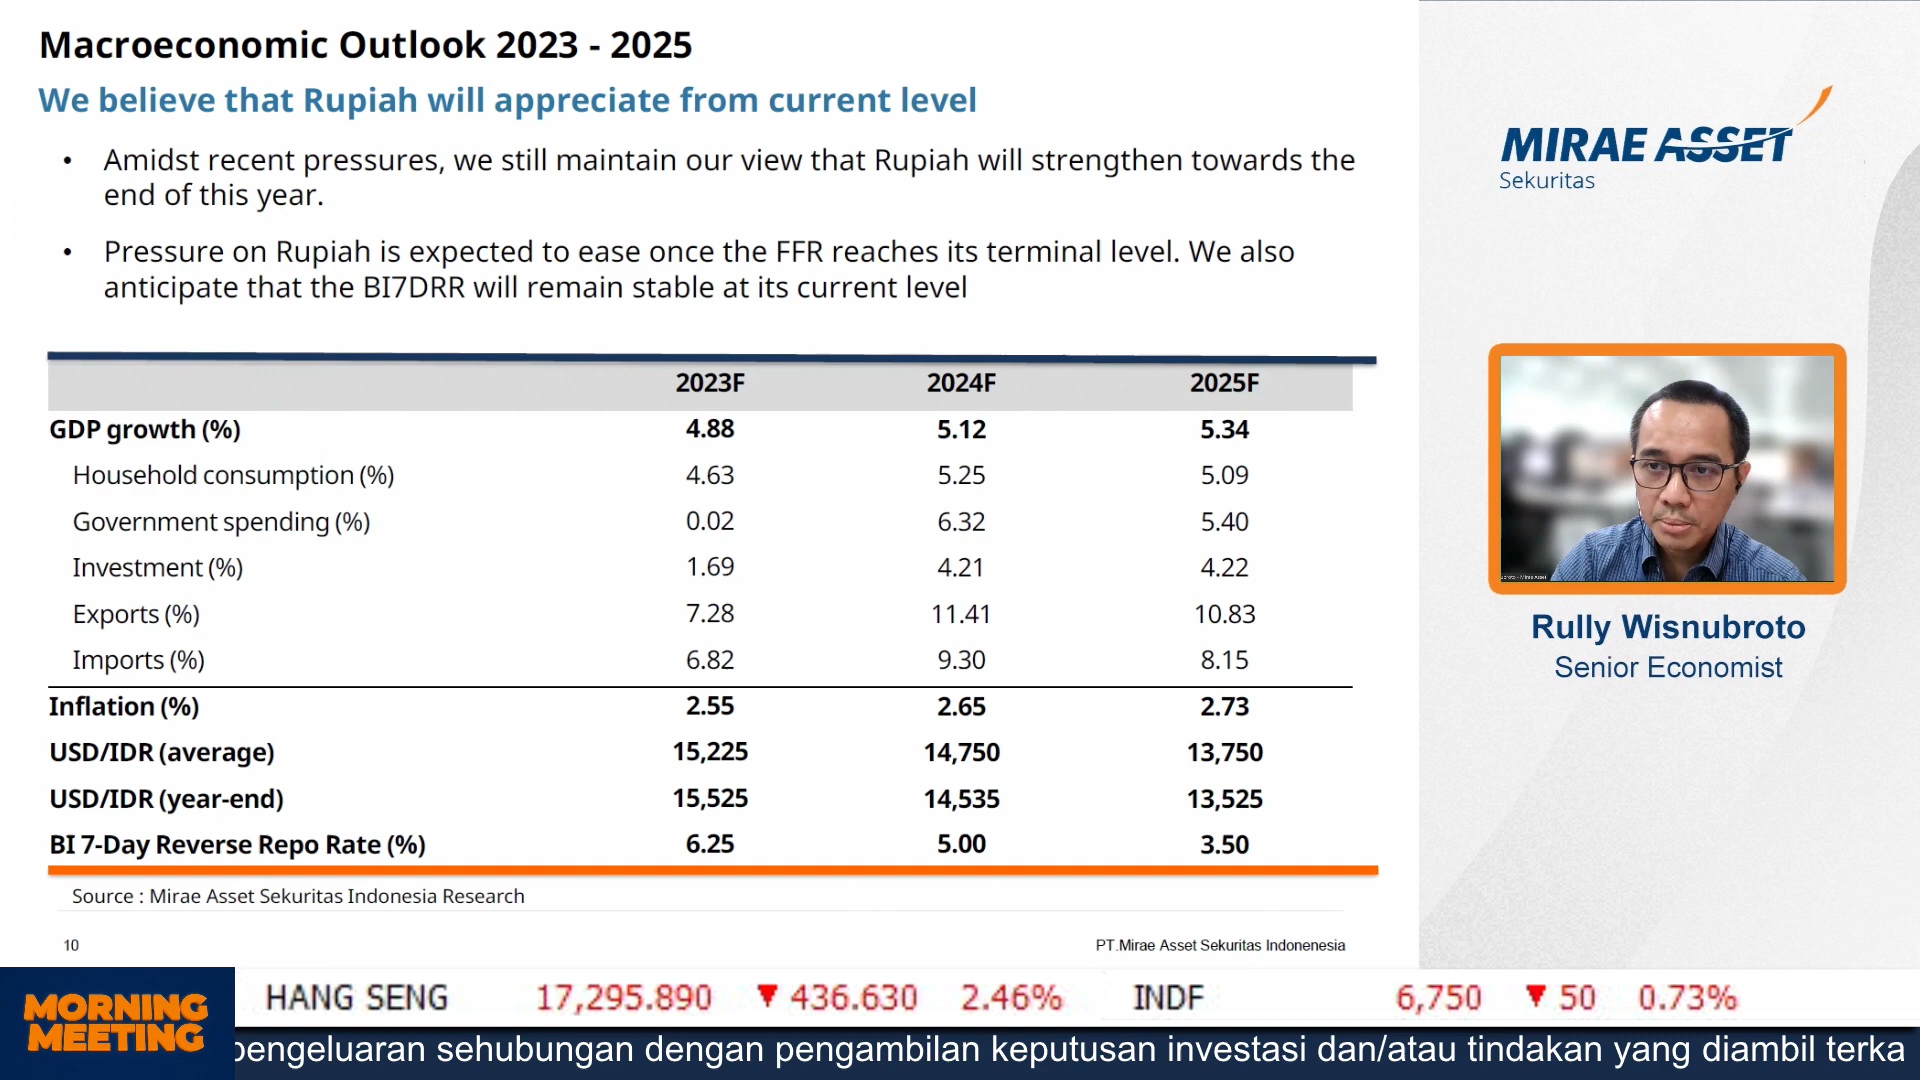 Macroeconomic Outlook 2023 - 2025
We believe that Rupiah will appreciate from current level
• Amidst recent pressures, we still maintain our view that Rupiah will strengthen towards the
end of this year.
• Pressure on Rupiah is expected to ease once the FFR reaches its terminal level. We also
anticipate that the BI7DRR will remain stable at its current level
2023F 2024F 2025F
GDP growth (%) 4.88 5.12 5.34
Household consumption (%) 4.63 5.25 5.09
Government spending (%) 0.02 6.32 5.40
Investment (%) 1.69 4.21 4.22
Exports (%) 7.28 11.41 10.83
Imports (%) 6.82 9.30 8.15
Inflation (%) 2.55 2.65 2.73
USD/IDR (average) 15,225 14,750 13,750
USD/IDR (year-end) 15,525 14,535 13,525
BI 7-Day Reverse Repo Rate (%) 6.25 5.00 3.50
Source : Mirae Asset Sekuritas Indonesia Research
10 PT.Mirae Asset Sekuritas Indonenesia
MIRAE ASSET
Sekuritas
Rully Wisnubroto
Senior Economist
HANG SENG 17,295.890 ▼ 436.630 2.46% INDF 6,750 ▼ 50 0.73%
MORNING
MEETING
pengeluaran sehubungan dengan pengambilan keputusan investasi dan/atau tindakan yang diambil terka